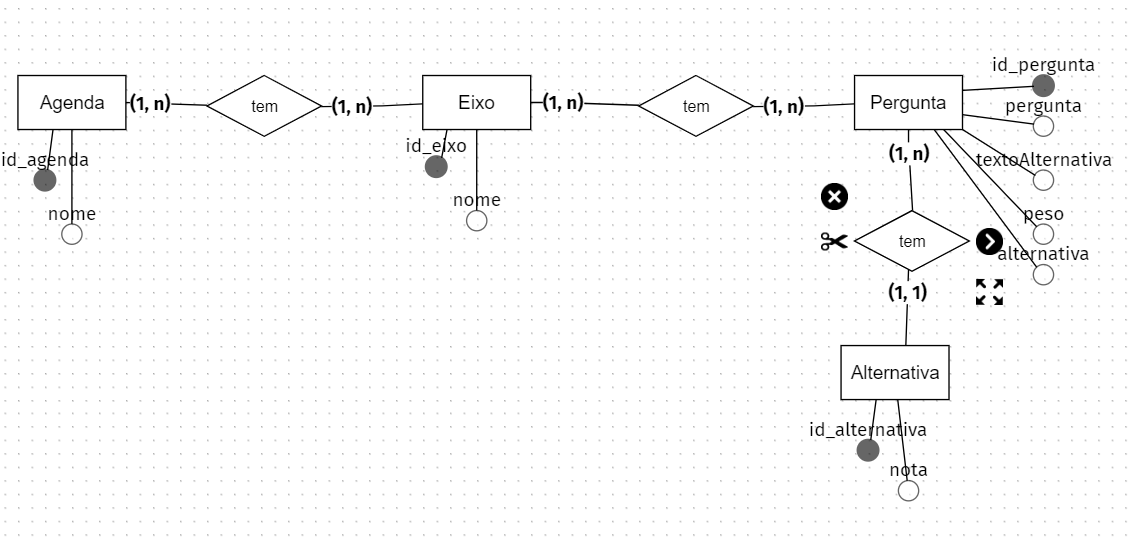 Agenda
(1, n)
tem
(1, n)
Eixo
(1, n)
tem
(1, n)
Pergunta
id_pergunta
pergunta
textoAlternativa
peso
alternativa
id_agenda
nome
id_eixo
nome
(1, n)
tem
(1, 1)
Alternativa
id_alternativa
nota